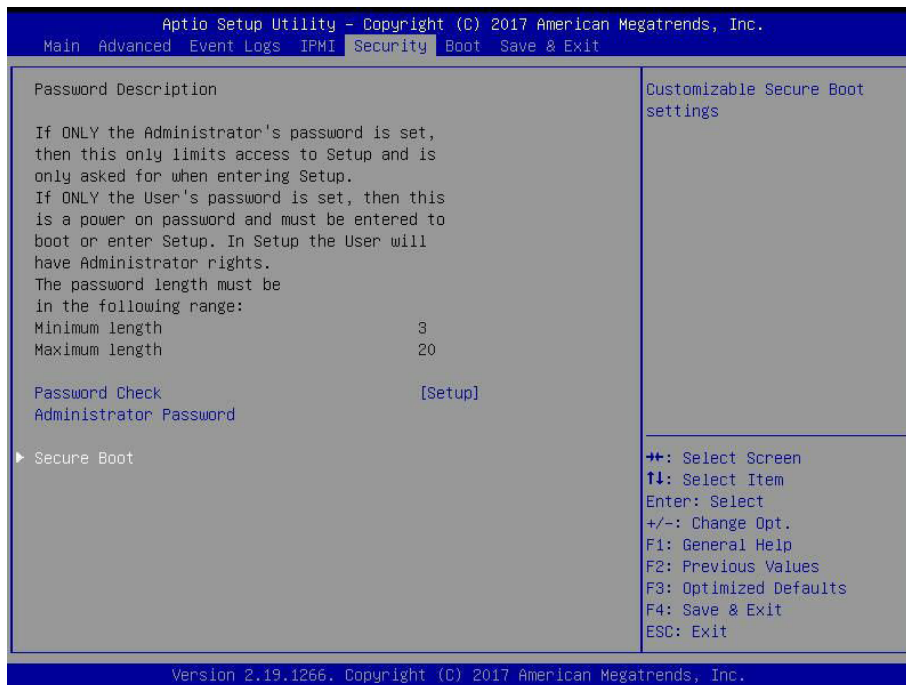 Aptio Setup Utility – Copyright (C) 2017 American Megatrends, Inc.
Main Advanced Event Logs IPMI Security Boot Save & Exit
Password Description
If ONLY the Administrator's password is set,
then this only limits access to Setup and is
only asked for when entering Setup.
If ONLY the User's password is set, then this
is a power on password and must be entered to
boot or enter Setup. In Setup the User will
have Administrator rights.
The password length must be
in the following range:
Minimum length 3
Maximum length 20
Password Check [Setup]
Administrator Password
Secure Boot
Customizable Secure Boot
settings
→←: Select Screen
↑↓: Select Item
Enter: Select
+/-: Change Opt.
F1: General Help
F2: Previous Values
F3: Optimized Defaults
F4: Save & Exit
ESC: Exit
Version 2.19.1266. Copyright (C) 2017 American Megatrends, Inc.